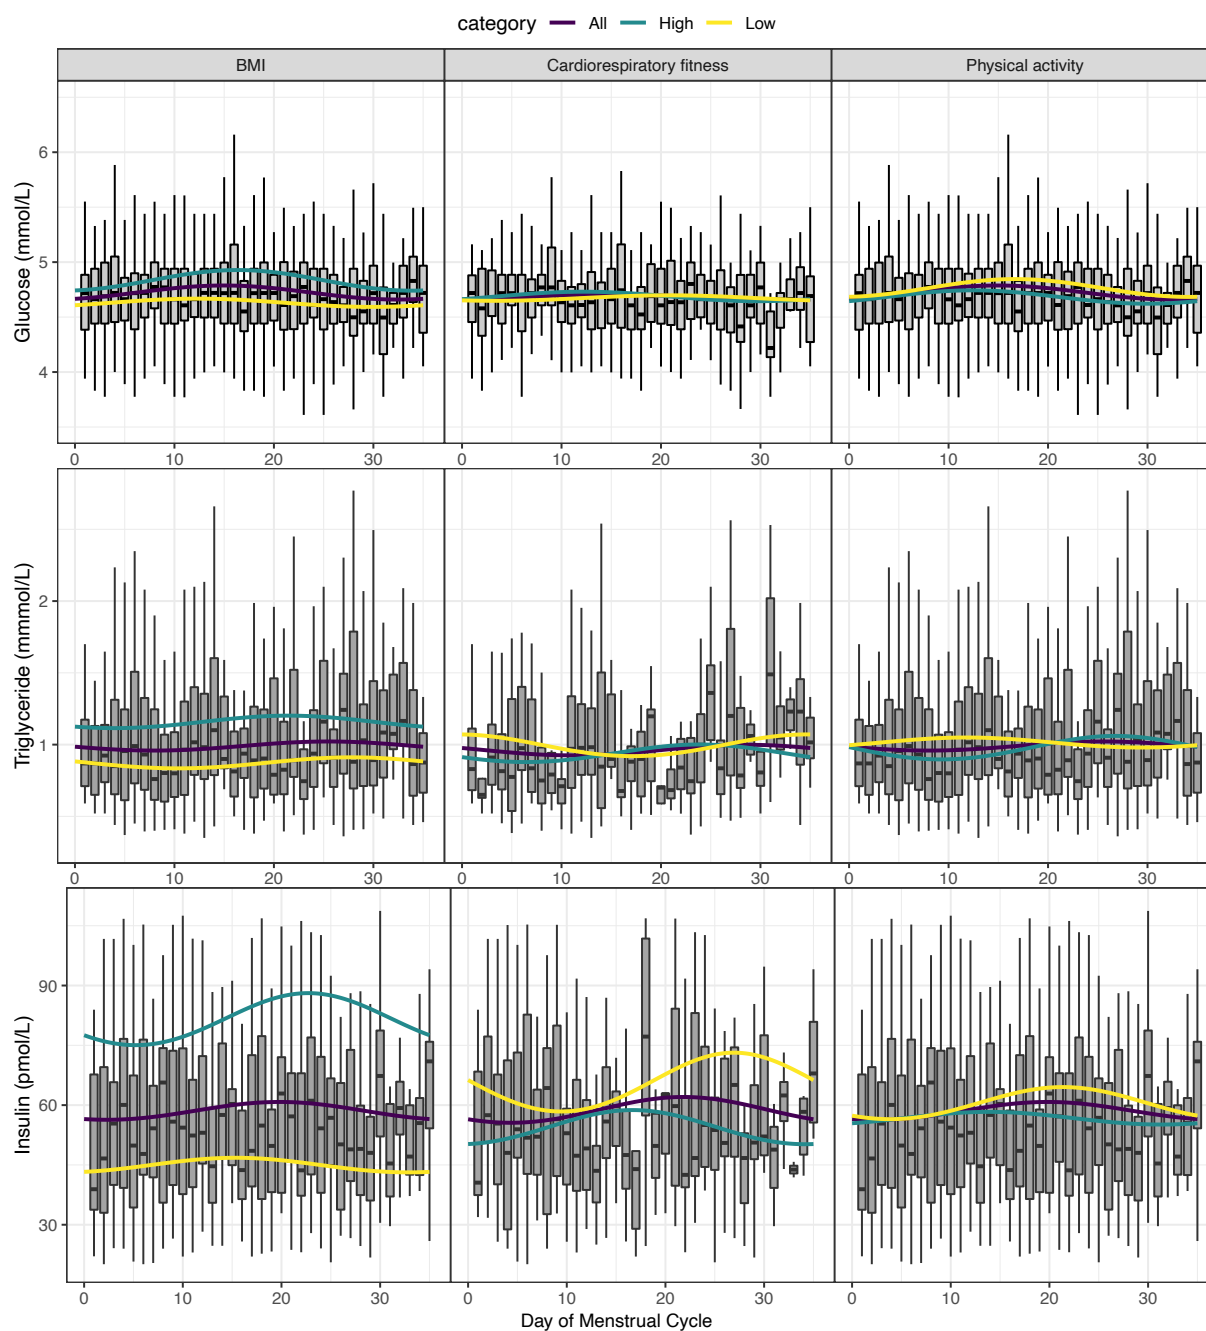 category All High Low
BMI Cardiorespiratory fitness Physical activity
Glucose (mmol/L)
6
5
4
0 10 20 30 0 10 20 30 0 10 20 30
Triglyceride (mmmol/L)
2
1
0 10 20 30 0 10 20 30 0 10 20 30
Insulin (pmol/L)
90
60
30
0 10 20 30 0 10 20 30 0 10 20 30
Day of Menstrual Cycle